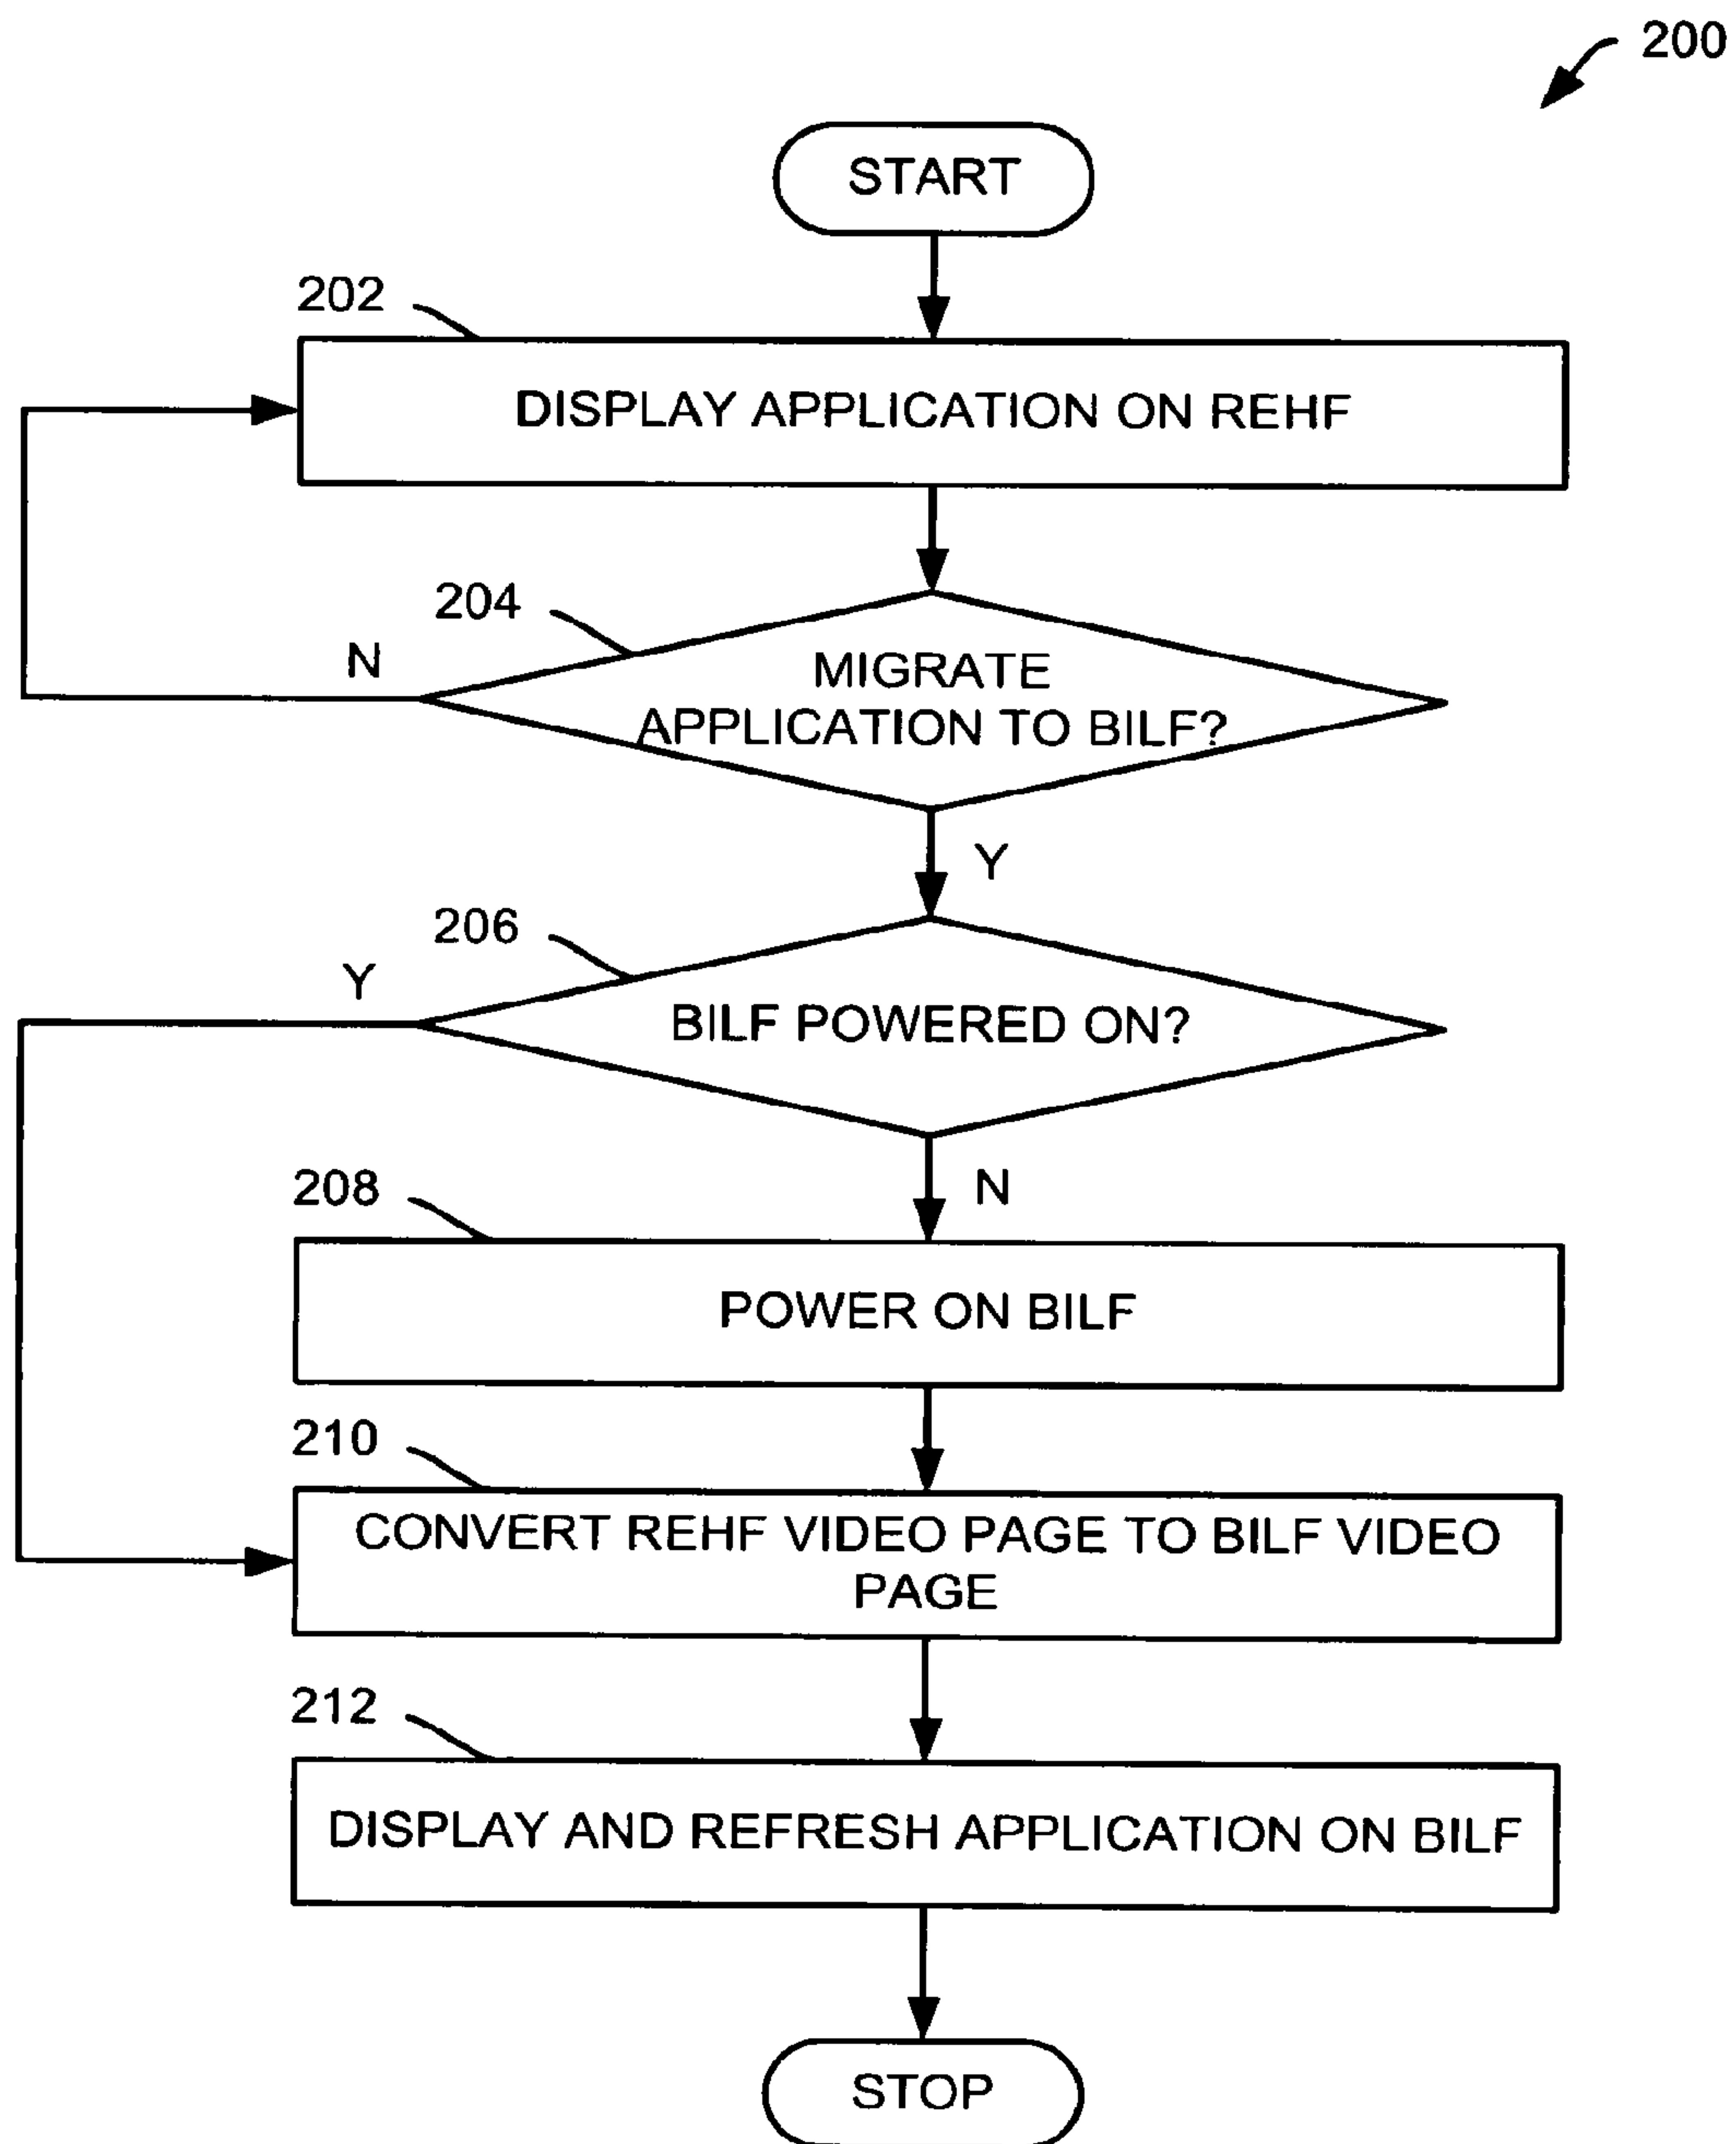 200
START
202
DISPLAY APPLICATION ON REHF
204
N
MIGRATE
APPLICATION TO BILF?
Y
206
Y
BILF POWERED ON?
N
208
POWER ON BILF
210
CONVERT REHF VIDEO PAGE TO BILF VIDEO
PAGE
212
DISPLAY AND REFRESH APPLICATION ON BILF
STOP